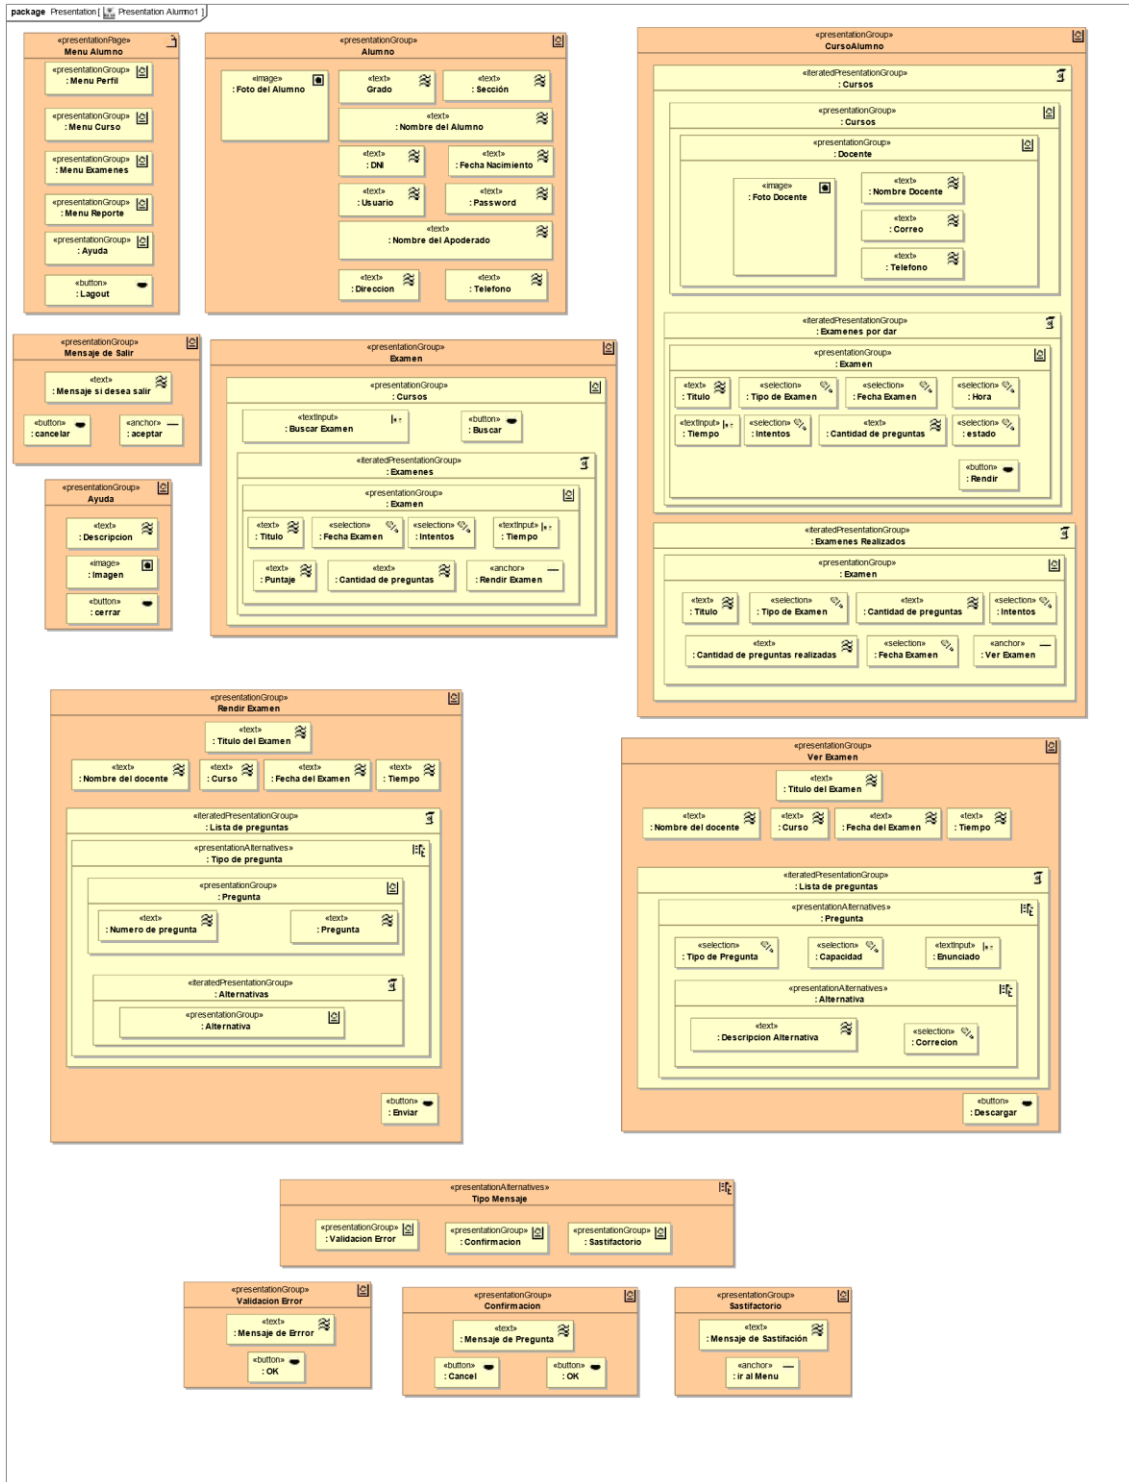 package Presentation [ Presentation Alumno1 ]
«presentationPage»
Menu Alumno
«presentationGroup»
: Menu Perfil
«presentationGroup»
: Menu Curso
«presentationGroup»
: Menu Examenes
«presentationGroup»
: Menu Reporte
«presentationGroup»
: Ayuda
«button»
: Lagout
«presentationGroup»
Alumno
«image»
: Foto del Alumno
«text»
Grado
«text»
: Sección
«text»
: Nombre del Alumno
«text»
: DNI
«text»
: Fecha Nacimiento
«text»
: Usuario
«text»
: Password
«text»
: Nombre del Apoderado
«text»
: Direccion
«text»
: Telefono
«presentationGroup»
CursoAlumno
«iteratedPresentationGroup»
: Cursos
«presentationGroup»
: Cursos
«presentationGroup»
: Docente
«image»
: Foto Docente
«text»
: Nombre Docente
«text»
: Correo
«text»
: Telefono
«iteratedPresentationGroup»
: Examenes por dar
«presentationGroup»
: Examen
«text»
: Titulo
«selection»
: Tipo de Examen
«selection»
: Fecha Examen
«selection»
: Hora
«textInput»
: Tiempo
«selection»
: Intentos
«text»
: Cantidad de preguntas
«selection»
: estado
«button»
: Rendir
«iteratedPresentationGroup»
: Examenes Realizados
«presentationGroup»
: Examen
«text»
: Titulo
«selection»
: Tipo de Examen
«text»
: Cantidad de preguntas
«selection»
: Intentos
«text»
: Cantidad de preguntas realizadas
«selection»
: Fecha Examen
«anchor»
: Ver Examen
«presentationGroup»
Mensaje de Salir
«text»
: Mensaje si desea salir
«button»
: cancelar
«anchor»
: aceptar
«presentationGroup»
Examen
«presentationGroup»
: Cursos
«textInput»
: Buscar Examen
«button»
: Buscar
«iteratedPresentationGroup»
: Examenes
«presentationGroup»
: Examen
«text»
: Titulo
«selection»
: Fecha Examen
«selection»
: Intentos
«textInput»
: Tiempo
«text»
: Puntaje
«text»
: Cantidad de preguntas
«anchor»
: Rendir Examen
«presentationGroup»
Ayuda
«text»
: Descripcion
«image»
: Imagen
«button»
: cerrar
«presentationGroup»
Rendir Examen
«text»
: Titulo del Examen
«text»
: Nombre del docente
«text»
: Curso
«text»
: Fecha del Examen
«text»
: Tiempo
«iteratedPresentationGroup»
: Lista de preguntas
«presentationAlternatives»
: Tipo de pregunta
«presentationGroup»
: Pregunta
«text»
: Numero de pregunta
«text»
: Pregunta
«iteratedPresentationGroup»
: Alternativas
«presentationGroup»
: Alternativa
«button»
: Enviar
«presentationGroup»
Ver Examen
«text»
: Titulo del Examen
«text»
: Nombre del docente
«text»
: Curso
«text»
: Fecha del Examen
«text»
: Tiempo
«iteratedPresentationGroup»
: Lista de preguntas
«presentationAlternatives»
: Pregunta
«selection»
: Tipo de Pregunta
«selection»
: Capacidad
«textInput»
: Enunciado
«presentationAlternatives»
: Alternativa
«text»
: Descripcion Alternativa
«selection»
: Correcion
«button»
: Descargar
«presentationAlternatives»
Tipo Mensaje
«presentationGroup»
: Validacion Error
«presentationGroup»
: Confirmacion
«presentationGroup»
: Sastifactorio
«presentationGroup»
Validacion Error
«text»
: Mensaje de Errror
«button»
: OK
«presentationGroup»
Confirmacion
«text»
: Mensaje de Pregunta
«button»
: Cancel
«button»
: OK
«presentationGroup»
Sastifactorio
«text»
: Mensaje de Sastifación
«anchor»
: ir al Menu